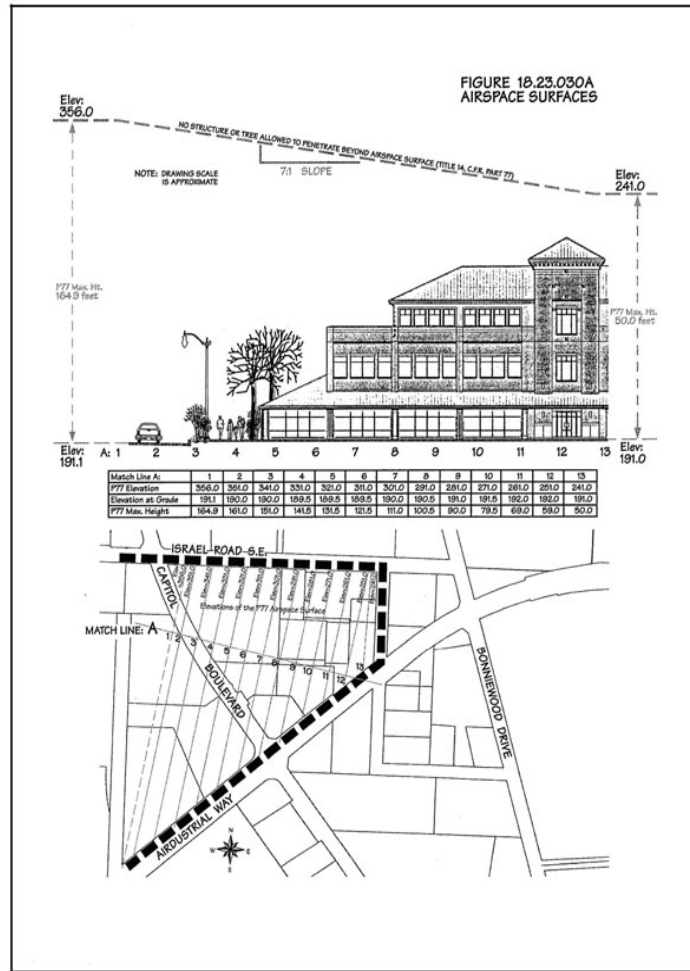 FIGURE 18.23.030A
AIRSPACE SURFACES
Elev:
356.0
NO STRUCTURE OR TREE ALLOWED TO PENETRATE BEYOND AIRSPACE SURFACE (TITLE 14, C.F.R. PART 77)
NOTE: DRAWING SCALE
IS APPROXIMATE
7:1 SLOPE
Elev:
241.0
P77 Max. Ht.
164.9 feet
P77 Max. Ht.
50.0 feet
Elev:
191.1
A: 1 2 3 4 5 6 7 8 9 10 11 12 13
Elev:
191.0
Match Line A: 1 2 3 4 5 6 7 8 9 10 11 12 13
P77 Elevation 356.0 351.0 341.0 331.0 321.0 311.0 301.0 291.0 281.0 271.0 261.0 251.0 241.0
Elevation at Grade 191.1 190.0 190.0 189.5 189.5 189.5 190.0 190.5 191.0 191.5 192.0 192.0 191.0
P77 Max. Height 164.9 161.0 151.0 141.5 131.5 121.5 111.0 100.5 90.0 79.5 69.0 59.0 50.0
ISRAEL ROAD S.E.
CAPITOL
Elevations of the P77 Airspace Surface
MATCH LINE: A
1 2 3 4 5 6 7 8 9 10 11 12 13
BOULEVARD
BONNIEWOOD DRIVE
AIRDUSTRIAL WAY
N
W E
S